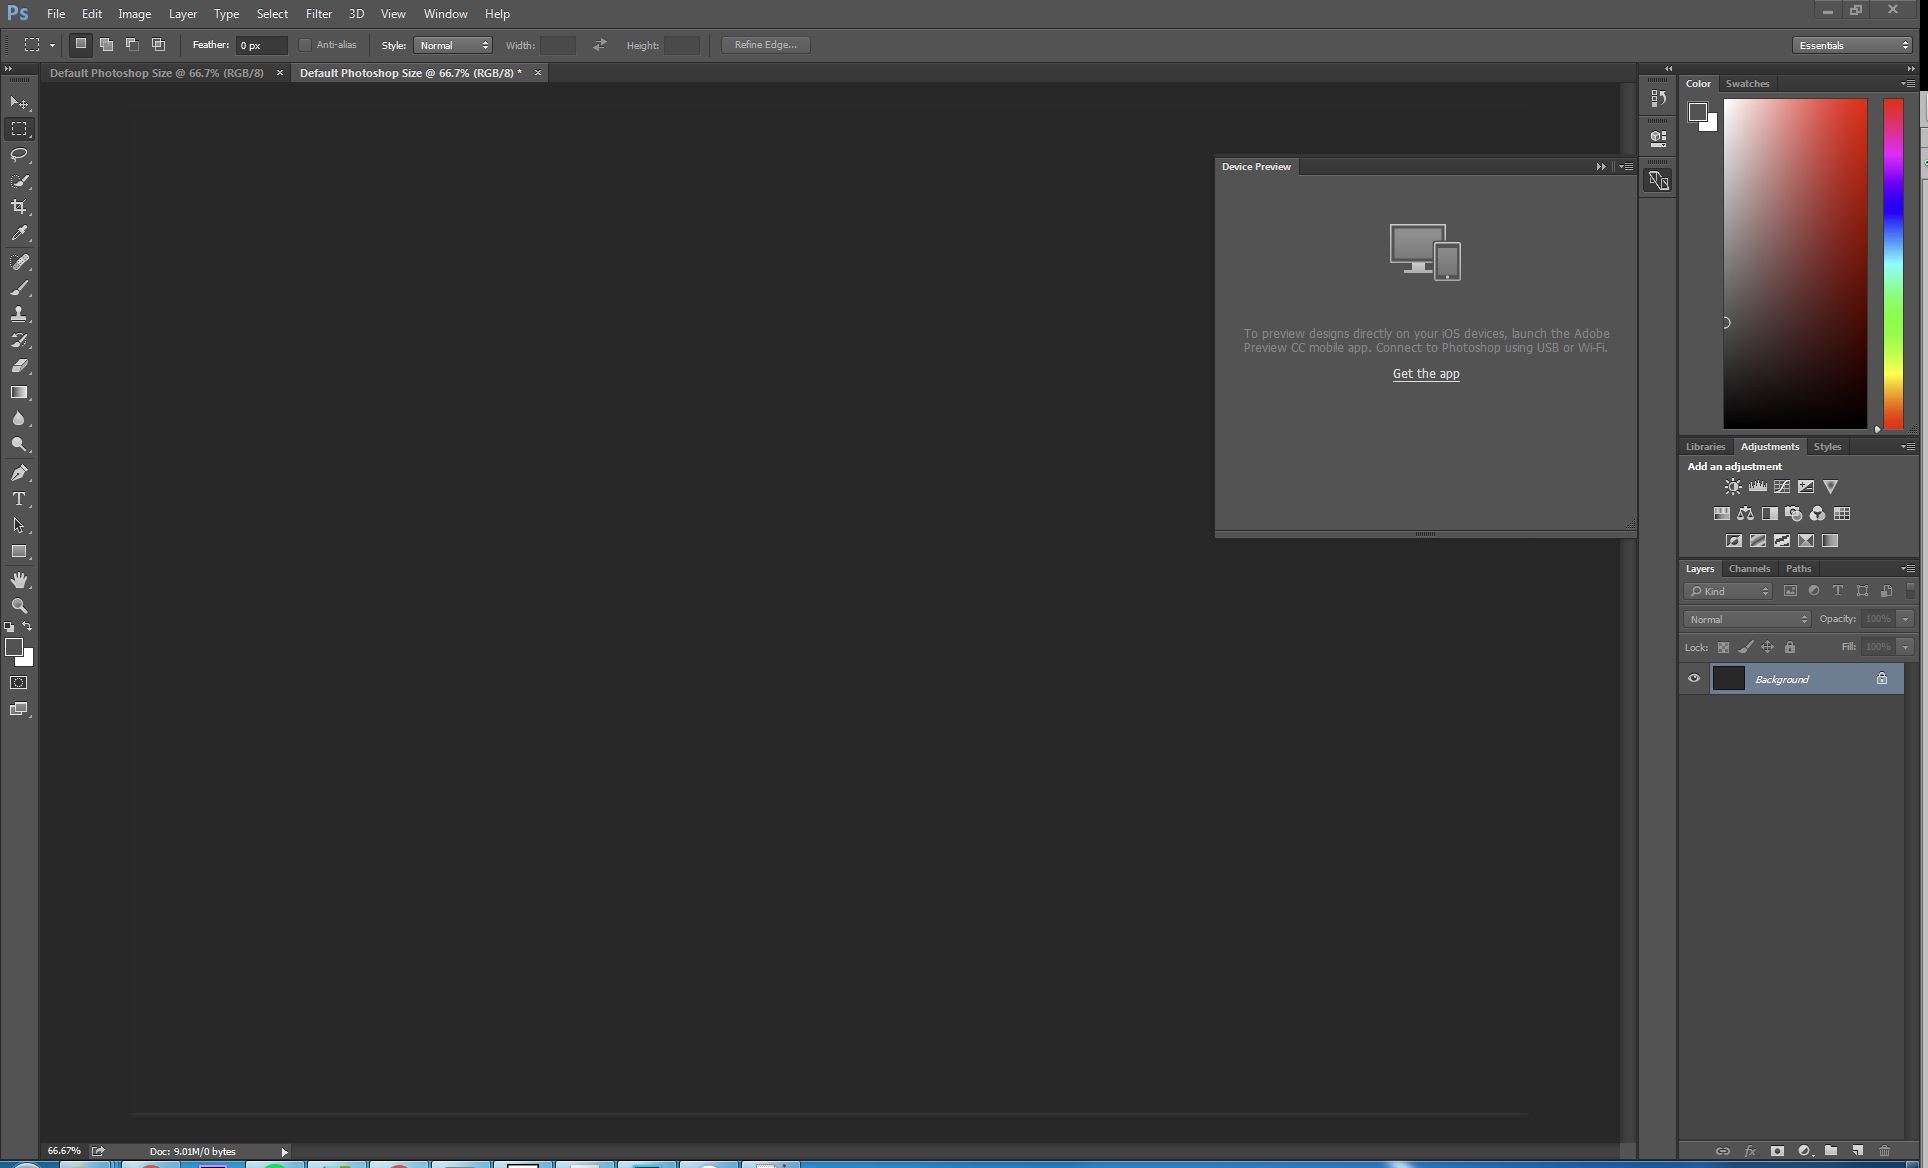 Ps File Edit Image Layer Type Select Filter 3D View Window Help
Feather: 0 px Anti-alias Style: Normal Width: Height: Refine Edge... Essentials
Default Photoshop Size @ 66.7% (RGB/8) × Default Photoshop Size @ 66.7% (RGB/8) * ×
Color Swatches
Device Preview
To preview designs directly on your iOS devices, launch the Adobe
Preview CC mobile app. Connect to Photoshop using USB or Wi-Fi.
Get the app
Libraries Adjustments Styles
Add an adjustment
Layers Channels Paths
Kind
Normal Opacity: 100%
Lock: Fill: 100%
Background
66.67% Doc: 9.01M/0 bytes